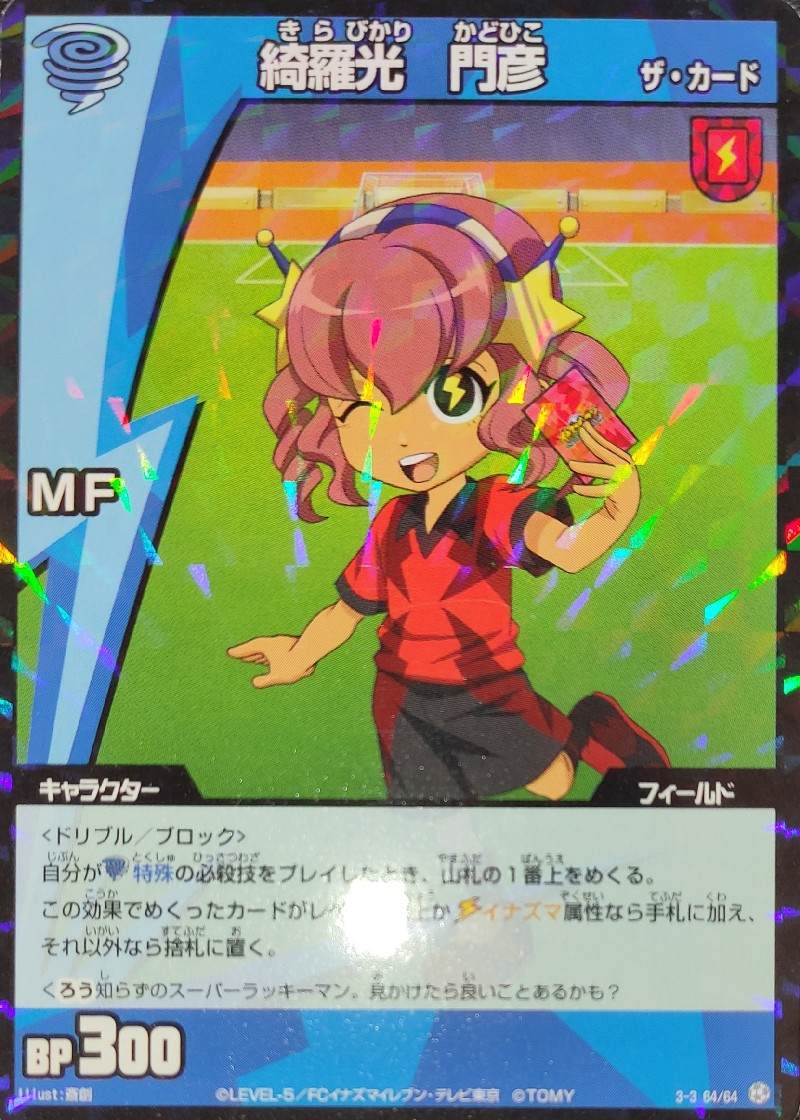 綺羅光 門彦
きら びかり かどひこ
ザ・カード
MF
キャラクター
フィールド
<ドリブル/ブロック>
自分が特殊の必殺技をプレイしたとき、山札の1番上をめくる。
この効果でめくったカードがレ 上か イナズマ属性なら手札に加え、
それ以外なら捨札に置く。
くろう知らずのスーパーラッキーマン。見かけたら良いことあるかも?
BP300
Illust:斎創
©LEVEL-5/FCイナズマイレブン・テレビ東京 ©TOMY
3-3 64/64